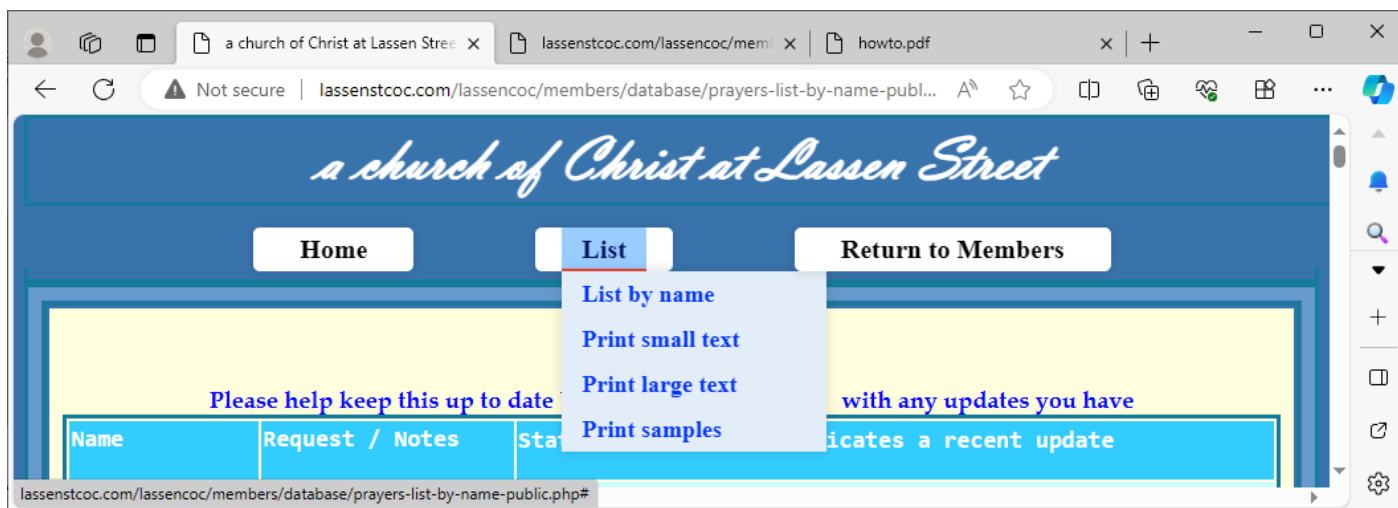 a church of Christ at Lassen Stree
lassenstcoc.com/lassencoc/mem
howto.pdf
Not secure | lassenstcoc.com/lassencoc/members/database/prayers-list-by-name-publ...
a church of Christ at Lassen Street
Home List Return to Members
List by name
Print small text
Print large text
Print samples
Please help keep this up to date with any updates you have
Name Request / Notes Stat icates a recent update
lassenstcoc.com/lassencoc/members/database/prayers-list-by-name-public.php#